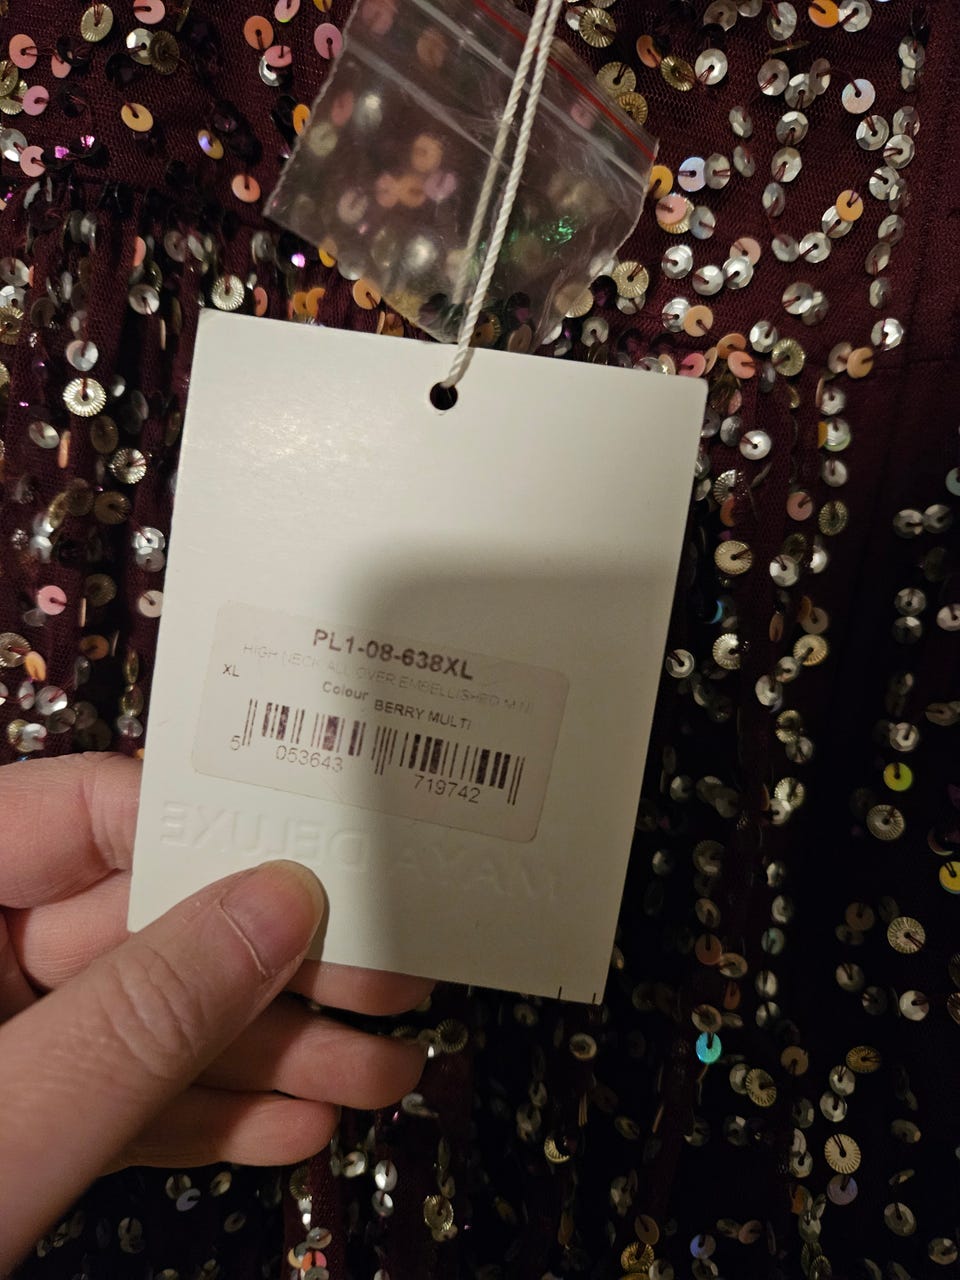 PL1-08-638XL
HIGH NECK ALL OVER EMBELLISHED MINI
XL
Colour BERRY MULTI
5 053643 719742
MAYA DELUXE